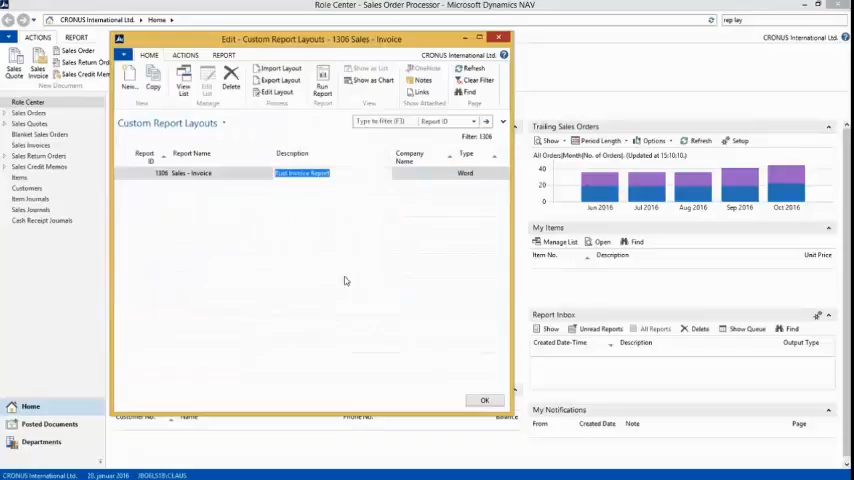 Role Center - Sales Order Processor - Microsoft Dynamics NAV
CRONUS International Ltd. Home
rep lay
ACTIONS REPORT
CRONUS International Ltd.
Sales Quote
Sales Invoice
Sales Order
Sales Return Ord
Sales Credit Mem
New Document
Role Center
Sales Orders
Sales Quotes
Blanket Sales Orders
Sales Invoices
Sales Return Orders
Sales Credit Memos
Items
Customers
Item Journals
Sales Journals
Cash Receipt Journals
Home
Posted Documents
Departments
Edit - Custom Report Layouts - 1306 Sales - Invoice
HOME ACTIONS REPORT
CRONUS International Ltd.
New...
Copy
New
View List
Edit List
Delete
Manage
Import Layout
Export Layout
Edit Layout
Process
Run Report
Report
Show as List
Show as Chart
View
OneNote
Notes
Links
Show Attached
Refresh
Clear Filter
Find
Page
Custom Report Layouts
Type to filter (F3) Report ID
Filter: 1306
Report ID Report Name Description Company Name Type
1306 Sales - Invoice Fusi Invoice Report Word
OK
Customer No. Name Phone No. Balance
Trailing Sales Orders
Show Period Length Options Refresh Setup
All Orders|Month|No. of Orders. (Updated at 15:10:10.)
40
20
0
Jun 2016 Jul 2016 Aug 2016 Sep 2016 Oct 2016
My Items
Manage List Open Find
Item No. Description Unit Price
Report Inbox
Show Unread Reports All Reports Delete Show Queue Find
Created Date-Time Description Output Type
My Notifications
From Created Date Note Page
CRONUS International Ltd. 28. januar 2016